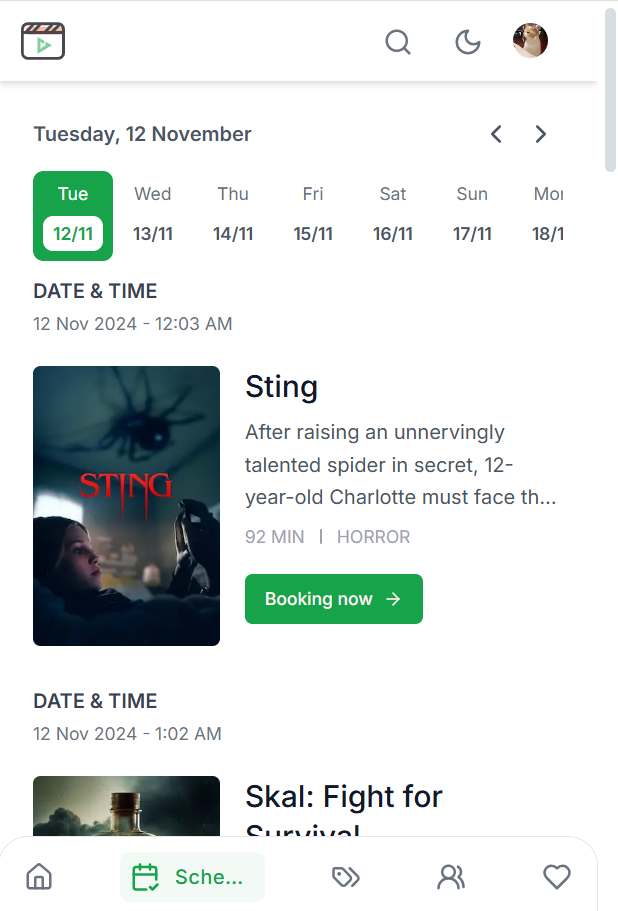 Tuesday, 12 November
Tue Wed Thu Fri Sat Sun Mon
12/11 13/11 14/11 15/11 16/11 17/11 18/1
DATE & TIME
12 Nov 2024 - 12:03 AM
STING
Sting
After raising an unnervingly
talented spider in secret, 12-
year-old Charlotte must face th...
92 MIN | HORROR
Booking now →
DATE & TIME
12 Nov 2024 - 1:02 AM
Skal: Fight for
Survival
Sche...